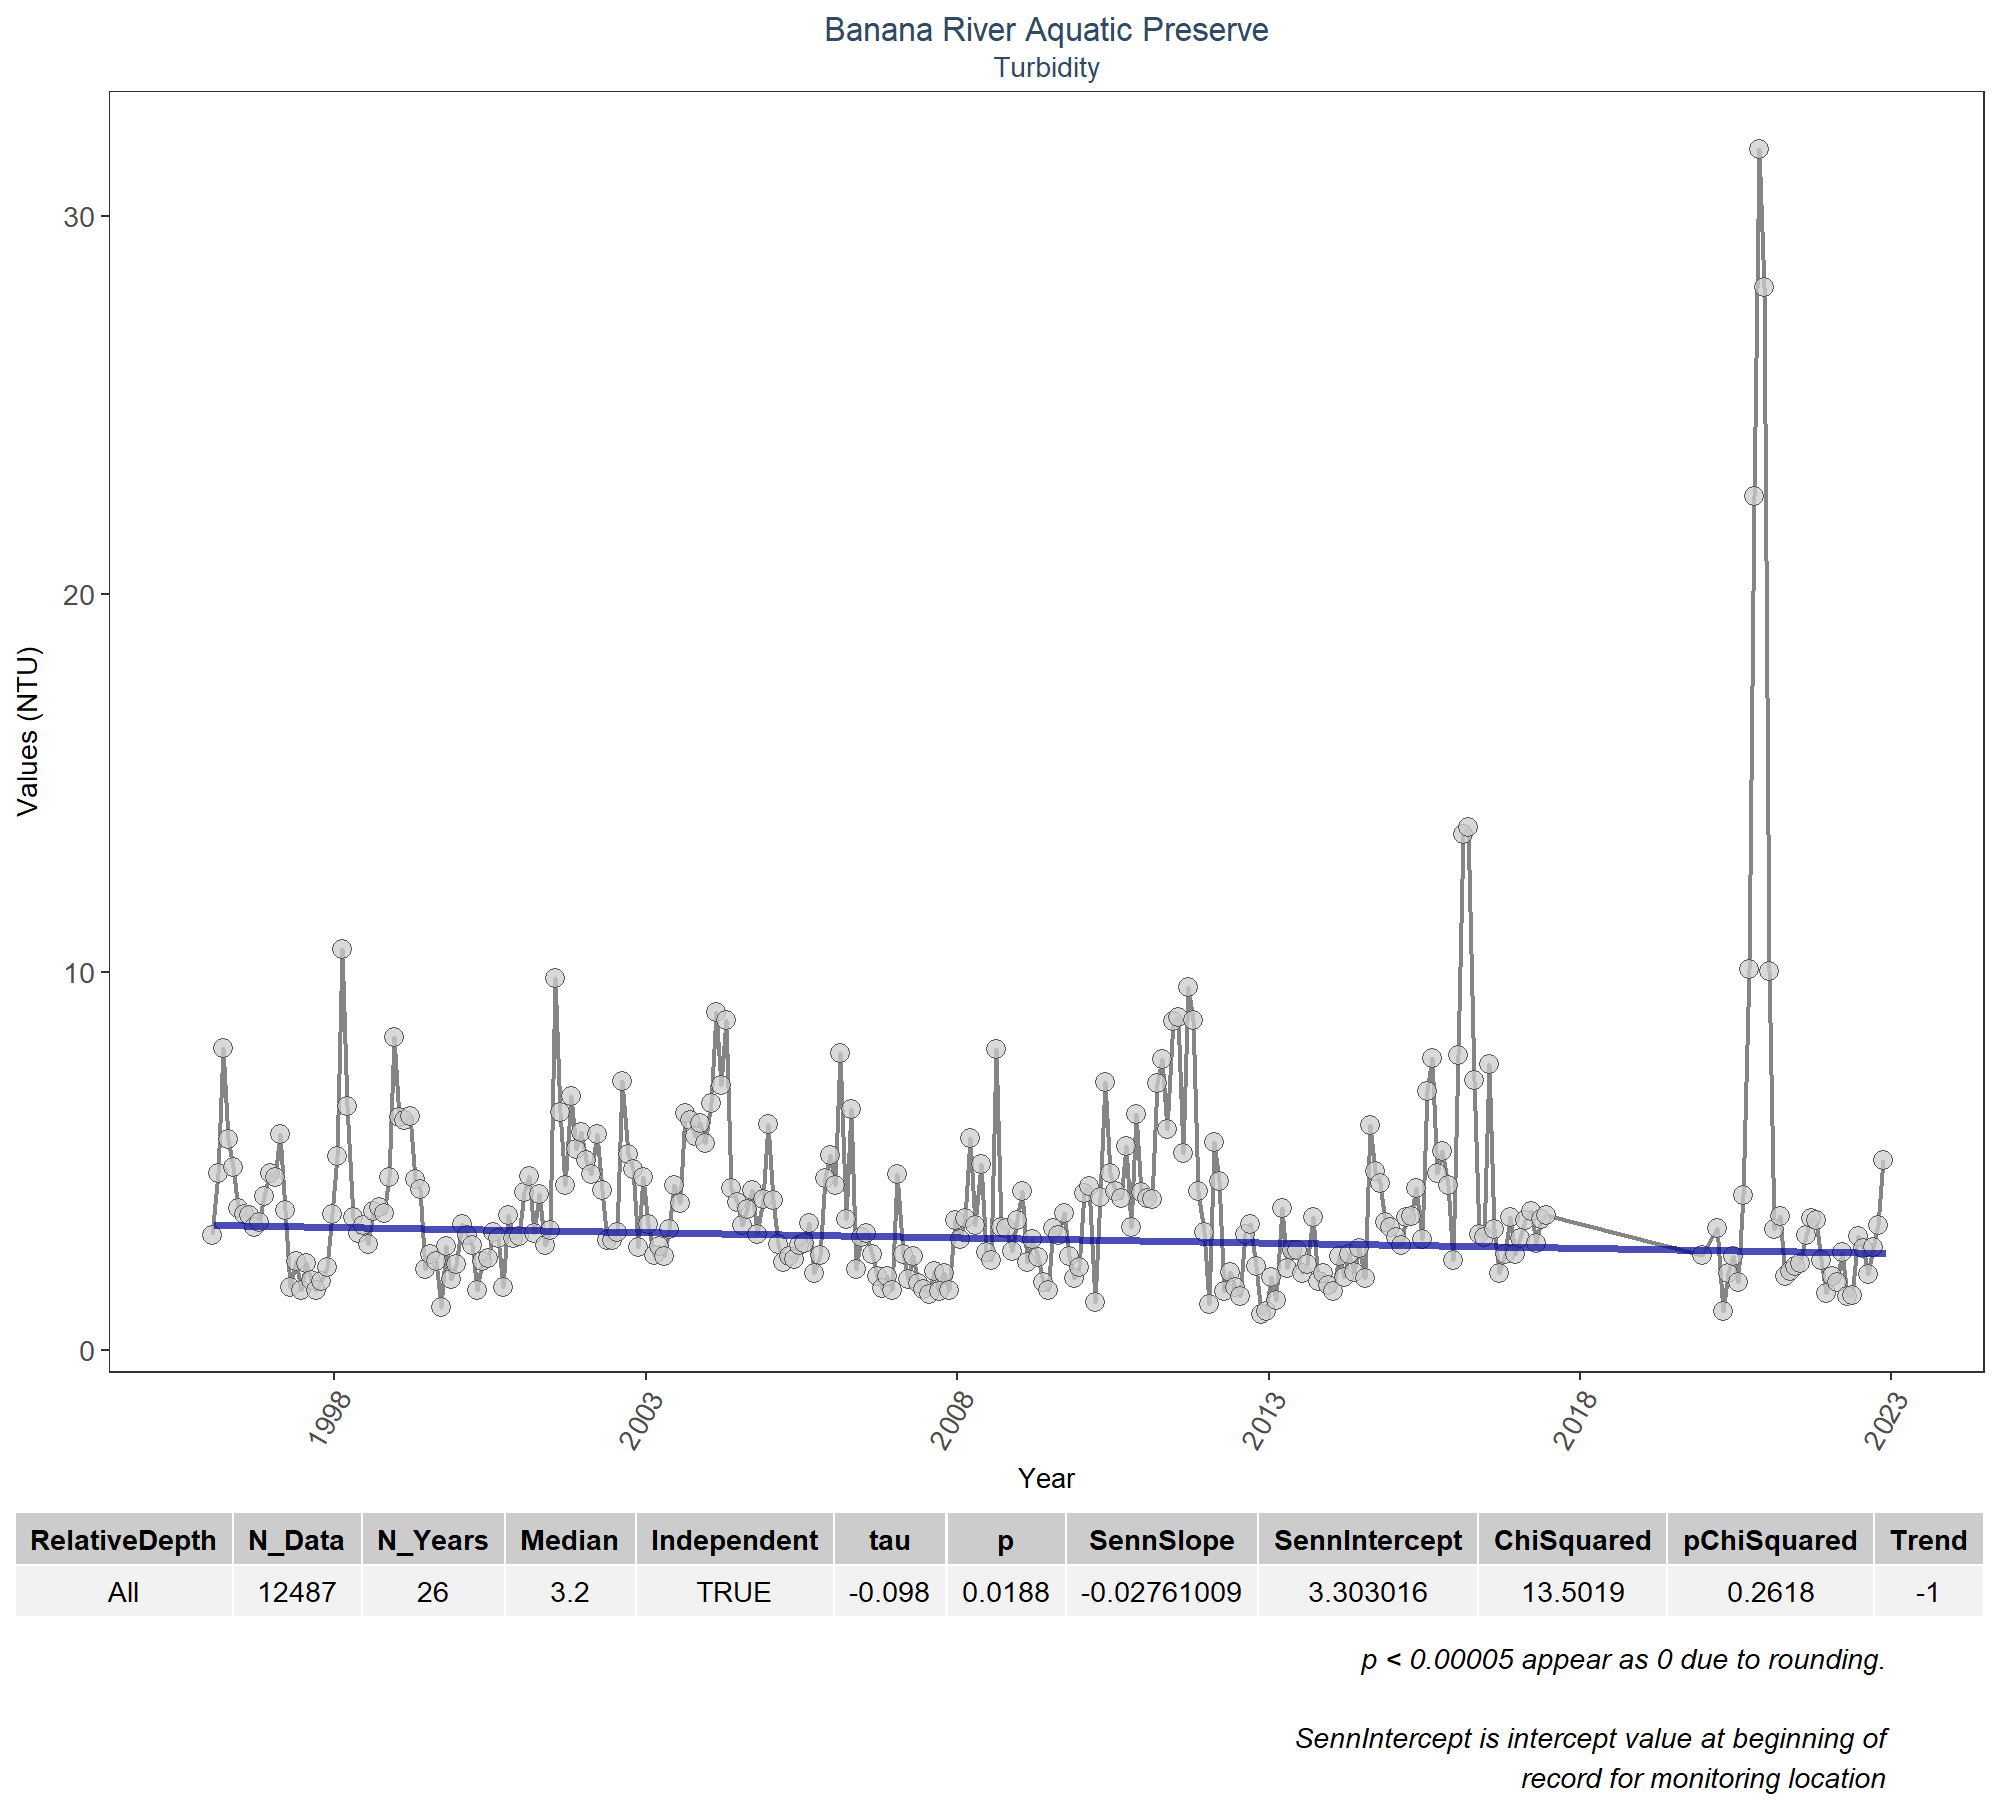 Banana River Aquatic Preserve
Turbidity
Values (NTU)
30
20
10
0
1998
2003
2008
2013
2018
2023
Year
RelativeDepth N_Data N_Years Median Independent tau p SennSlope SennIntercept ChiSquared pChiSquared Trend
All 12487 26 3.2 TRUE -0.098 0.0188 -0.02761009 3.303016 13.5019 0.2618 -1
p < 0.00005 appear as 0 due to rounding.
SennIntercept is intercept value at beginning of
record for monitoring location